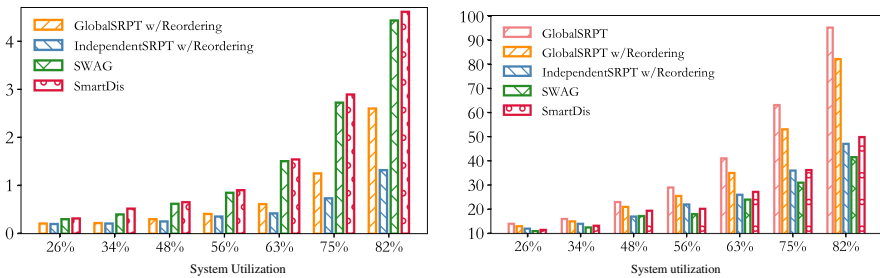 4
3
2
1
0
GlobalSRPT w/Reordering
IndependentSRPT w/Reordering
SWAG
SmartDis
26% 34% 48% 56% 63% 75% 82%
System Utilization
100
90
80
70
60
50
40
30
20
10
GlobalSRPT
GlobalSRPT w/Reordering
IndependentSRPT w/Reordering
SWAG
SmartDis
26% 34% 48% 56% 63% 75% 82%
System utilization